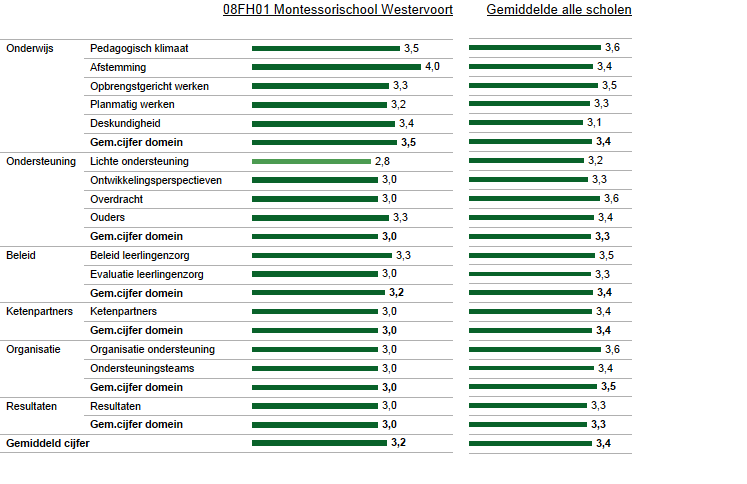 08FH01 Montessorischool Westervoort Gemiddelde alle scholen
Onderwijs Pedagogisch klimaat 3,5 3,6
Afstemming 4,0 3,4
Opbrengstgericht werken 3,3 3,5
Planmatig werken 3,2 3,3
Deskundigheid 3,4 3,1
Gem.cijfer domein 3,5 3,4
Ondersteuning Lichte ondersteuning 2,8 3,2
Ontwikkelingsperspectieven 3,0 3,3
Overdracht 3,0 3,6
Ouders 3,3 3,4
Gem.cijfer domein 3,0 3,3
Beleid Beleid leerlingenzorg 3,3 3,5
Evaluatie leerlingenzorg 3,0 3,3
Gem.cijfer domein 3,2 3,4
Ketenpartners Ketenpartners 3,0 3,4
Gem.cijfer domein 3,0 3,4
Organisatie Organisatie ondersteuning 3,0 3,6
Ondersteuningsteams 3,0 3,4
Gem.cijfer domein 3,0 3,5
Resultaten Resultaten 3,0 3,3
Gem.cijfer domein 3,0 3,3
Gemiddeld cijfer 3,2 3,4